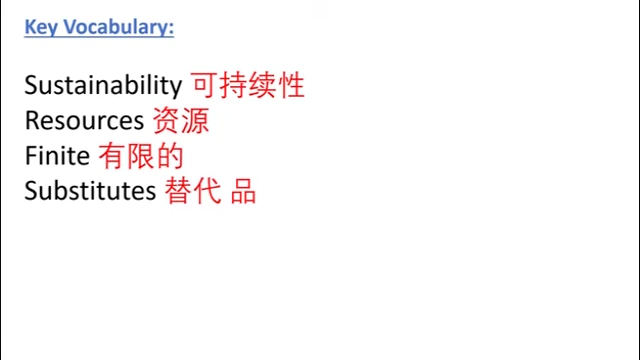 Key Vocabulary:
Sustainability 可持续性
Resources 资源
Finite 有限的
Substitutes 替代 品